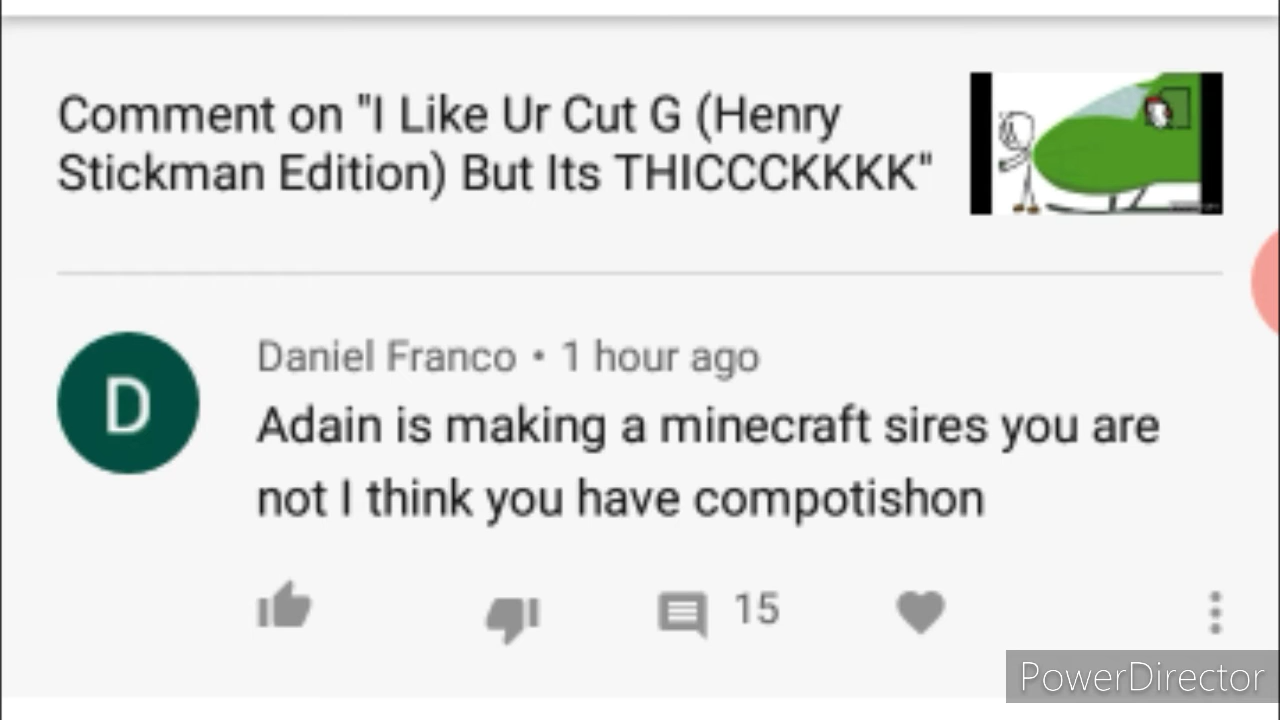 Comment on "I Like Ur Cut G (Henry
Stickman Edition) But Its THICCCKKKK"
D
Daniel Franco • 1 hour ago
Adain is making a minecraft sires you are
not I think you have compotishon
15
PowerDirector